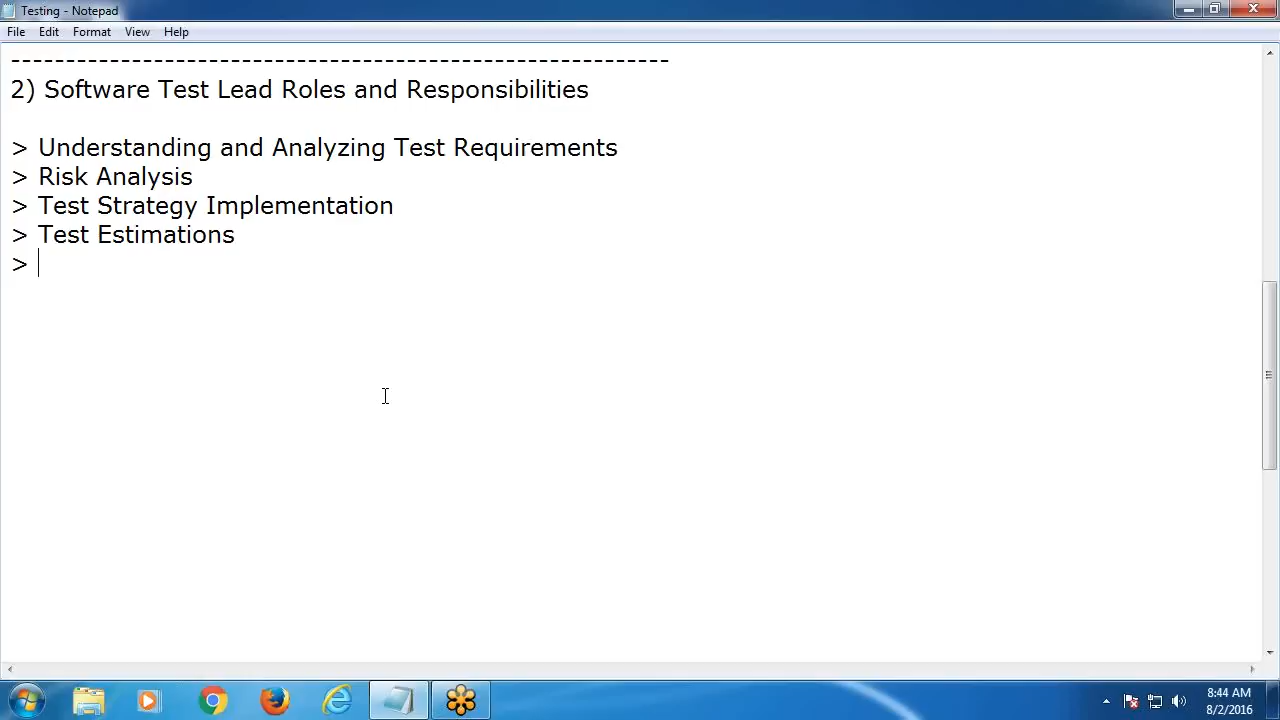 Testing - Notepad
File Edit Format View Help
------------------------------------------------------------
2) Software Test Lead Roles and Responsibilities
> Understanding and Analyzing Test Requirements
> Risk Analysis
> Test Strategy Implementation
> Test Estimations
>
8:44 AM
8/2/2016